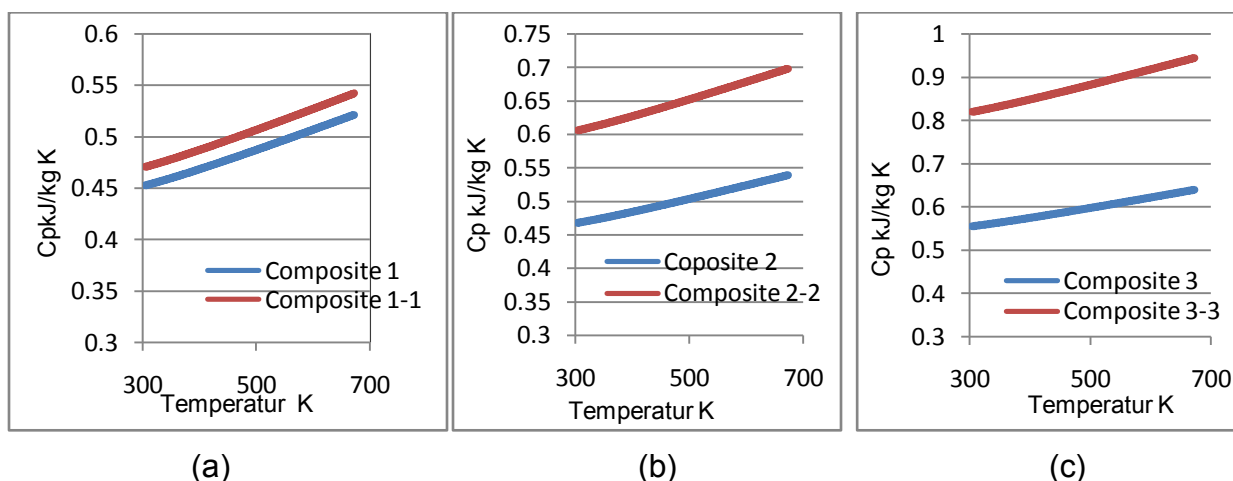 0.6
0.55
0.5
0.45
0.4
0.35
0.3
CpkJ/kg K
Composite 1
Composite 1-1
300 500 700
Temperatur K
(a)
0.75
0.7
0.65
0.6
0.55
0.5
0.45
0.4
0.35
0.3
Cp kJ/kg K
Coposite 2
Composite 2-2
300 500 700
Temperatur K
(b)
1
0.9
0.8
0.7
0.6
0.5
0.4
0.3
Cp kJ/kg K
Composite 3
Composite 3-3
300 500 700
Temperatur K
(c)